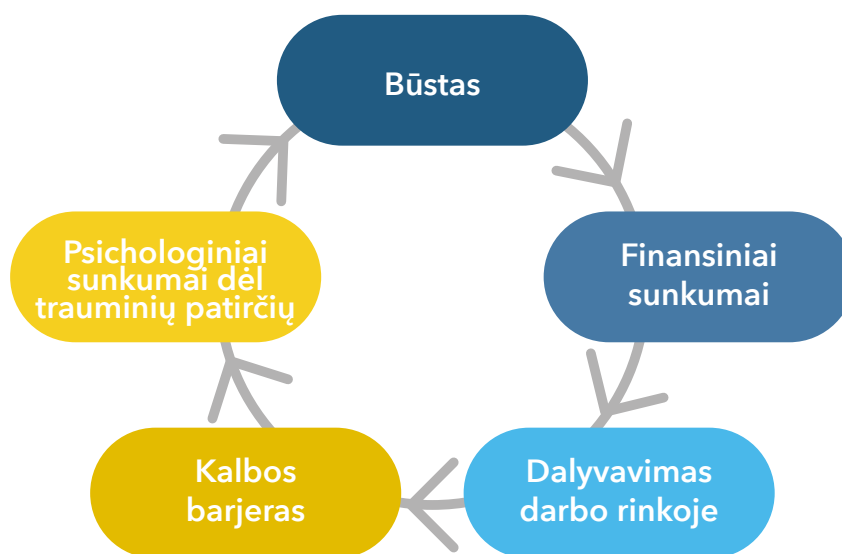 Būstas
Finansiniai
sunkumai
Dalyvavimas
darbo rinkoje
Kalbos
barjeras
Psichologiniai
sunkumai dėl
trauminių patirčių